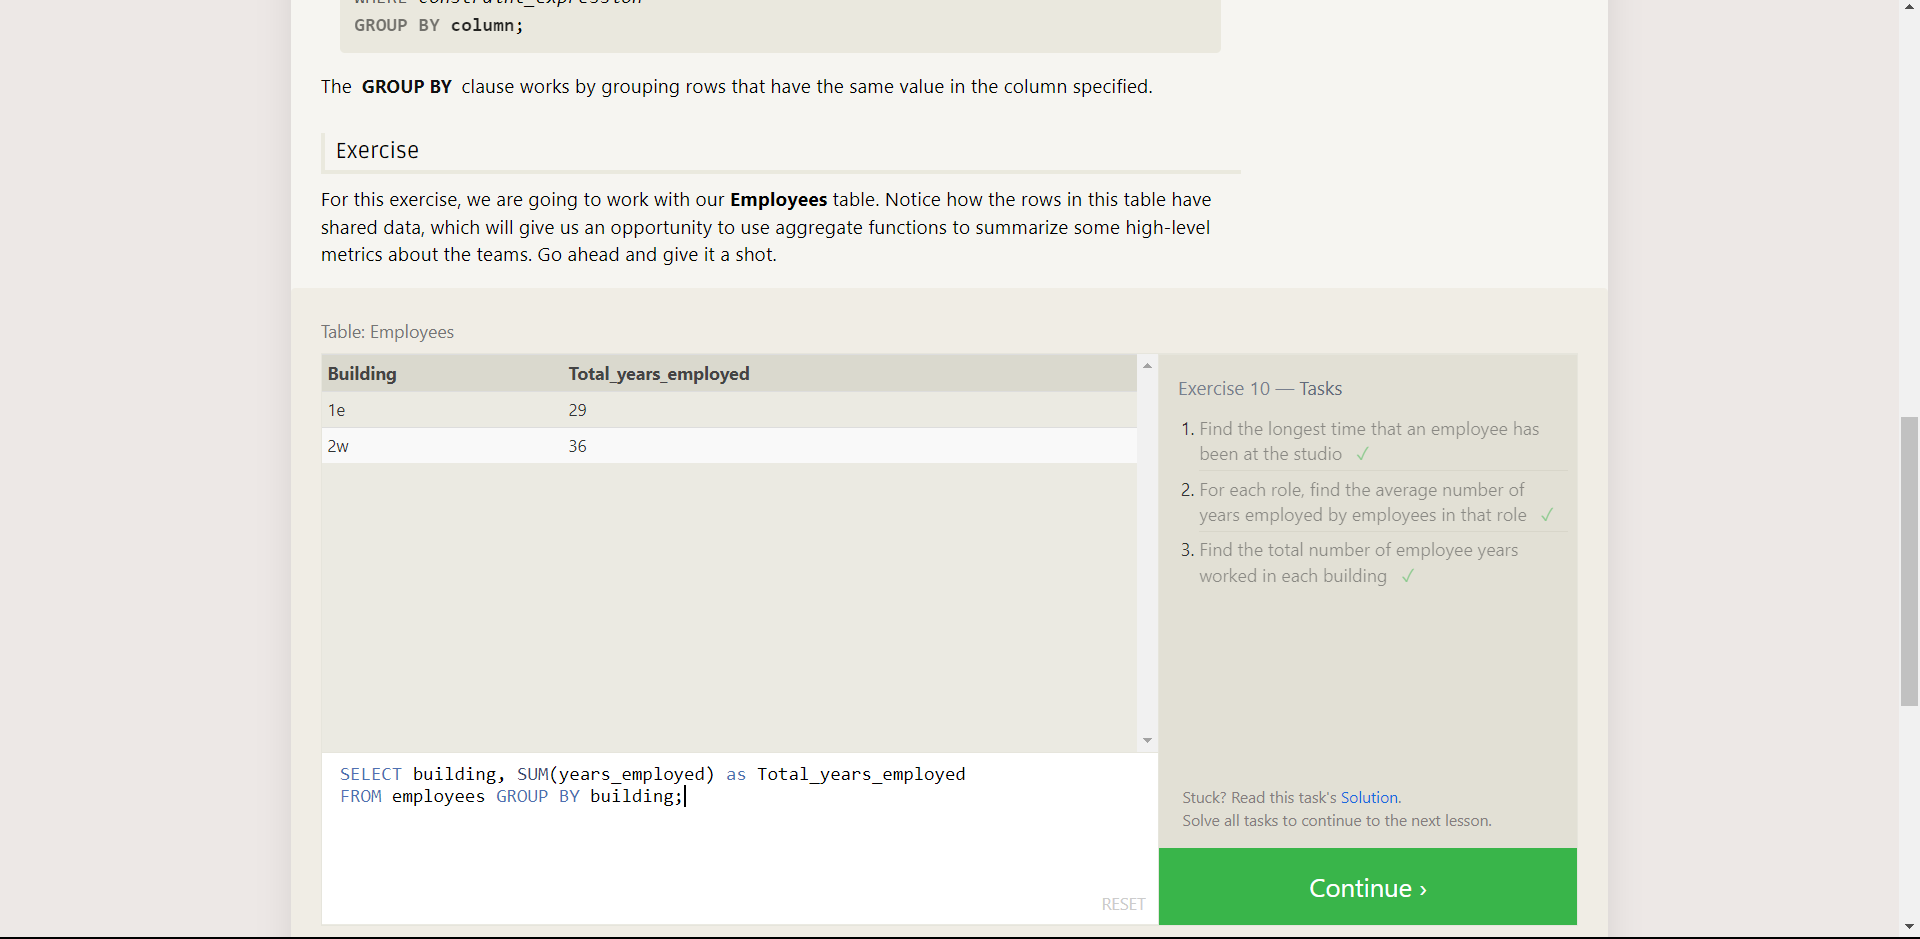 WHERE constraint_expression
GROUP BY column;
The GROUP BY clause works by grouping rows that have the same value in the column specified.
Exercise
For this exercise, we are going to work with our Employees table. Notice how the rows in this table have
shared data, which will give us an opportunity to use aggregate functions to summarize some high-level
metrics about the teams. Go ahead and give it a shot.
Table: Employees
Building Total_years_employed
1e 29
2w 36
SELECT building, SUM(years_employed) as Total_years_employed
FROM employees GROUP BY building;
RESET
Exercise 10 — Tasks
1. Find the longest time that an employee has
been at the studio ✓
2. For each role, find the average number of
years employed by employees in that role ✓
3. Find the total number of employee years
worked in each building ✓
Stuck? Read this task's Solution.
Solve all tasks to continue to the next lesson.
Continue ›